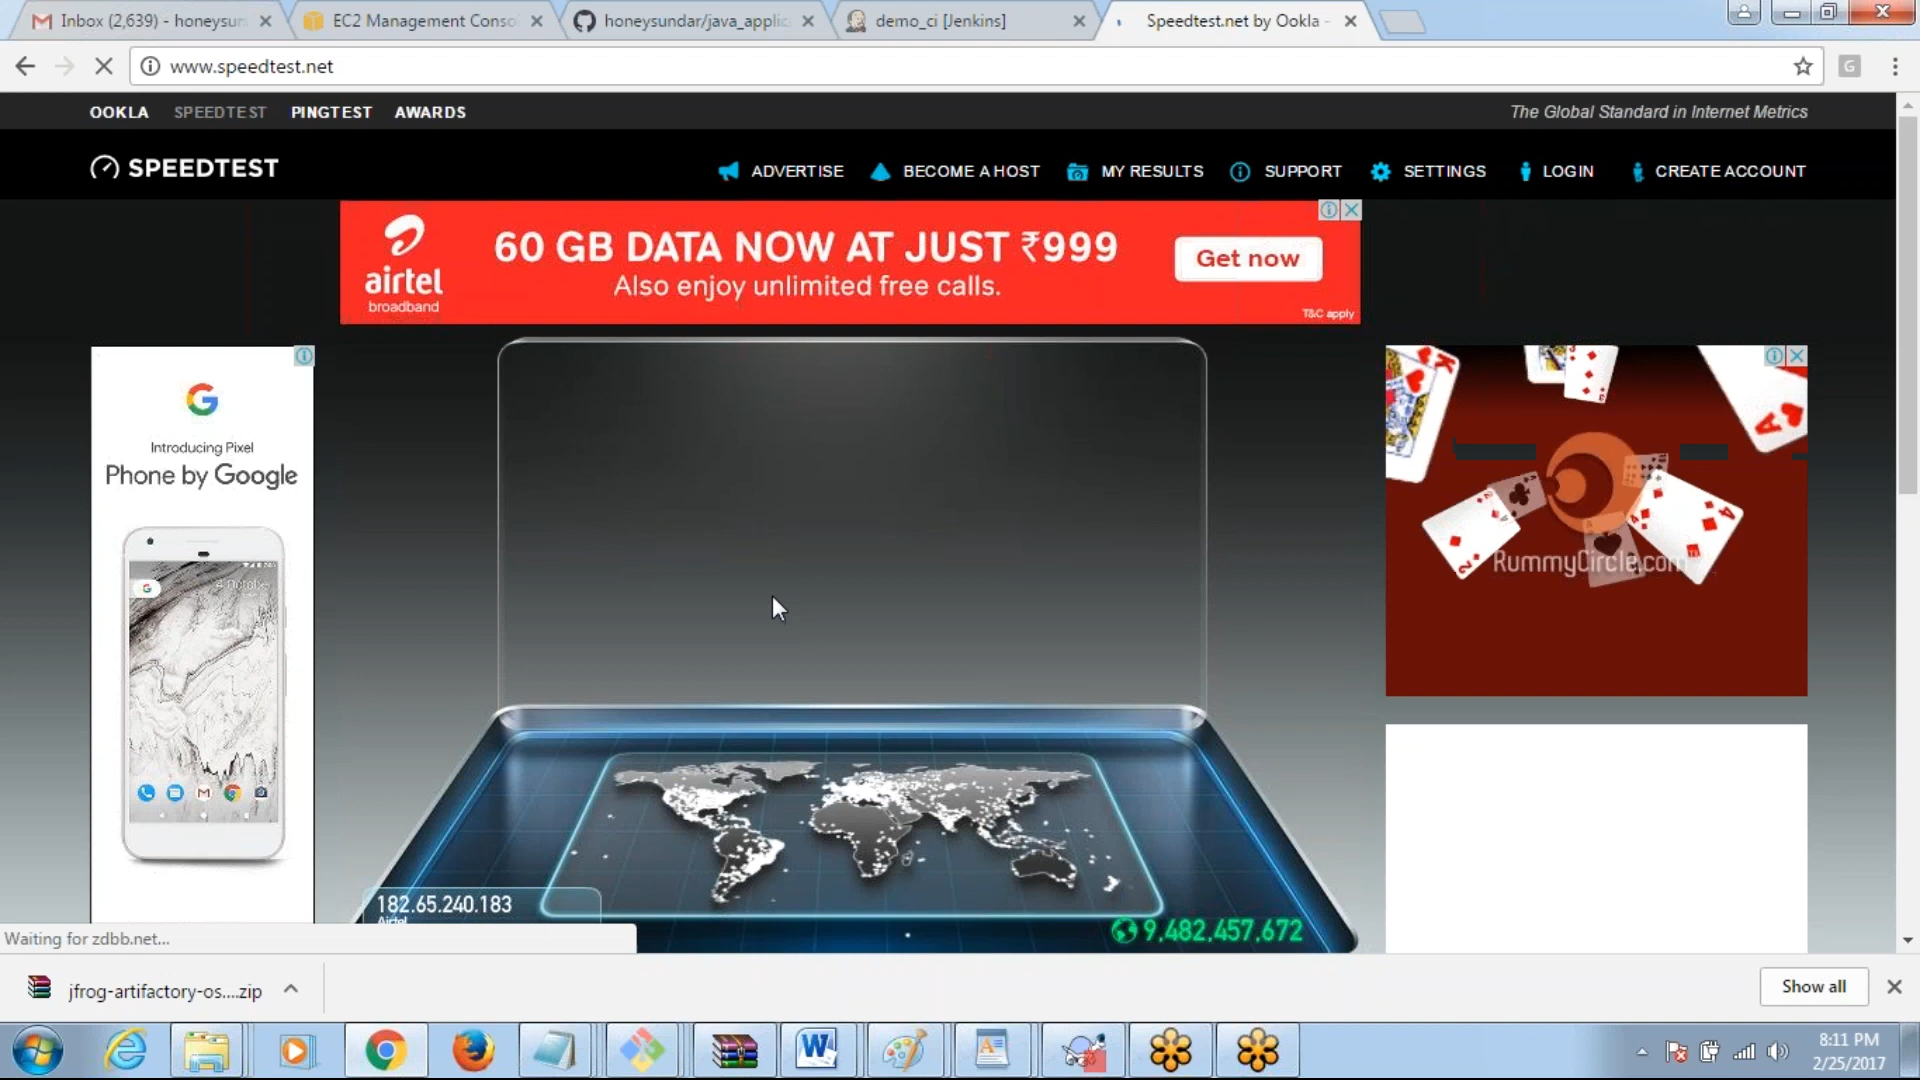 Inbox (2,639) - honeysun
EC2 Management Conso
honeysundar/java_applic
demo_ci [Jenkins]
Speedtest.net by Ookla -
www.speedtest.net
G
OOKLA SPEEDTEST PINGTEST AWARDS
The Global Standard in Internet Metrics
SPEEDTEST
ADVERTISE
BECOME A HOST
MY RESULTS
SUPPORT
SETTINGS
LOGIN
CREATE ACCOUNT
airtel
broadband
60 GB DATA NOW AT JUST ₹999
Also enjoy unlimited free calls.
Get now
T&C apply
Introducing Pixel
Phone by Google
4 October
RummyCircle.com
182.65.240.183
Airtel
9,482,457,672
Waiting for zdbb.net...
jfrog-artifactory-os....zip
Show all
8:11 PM
2/25/2017